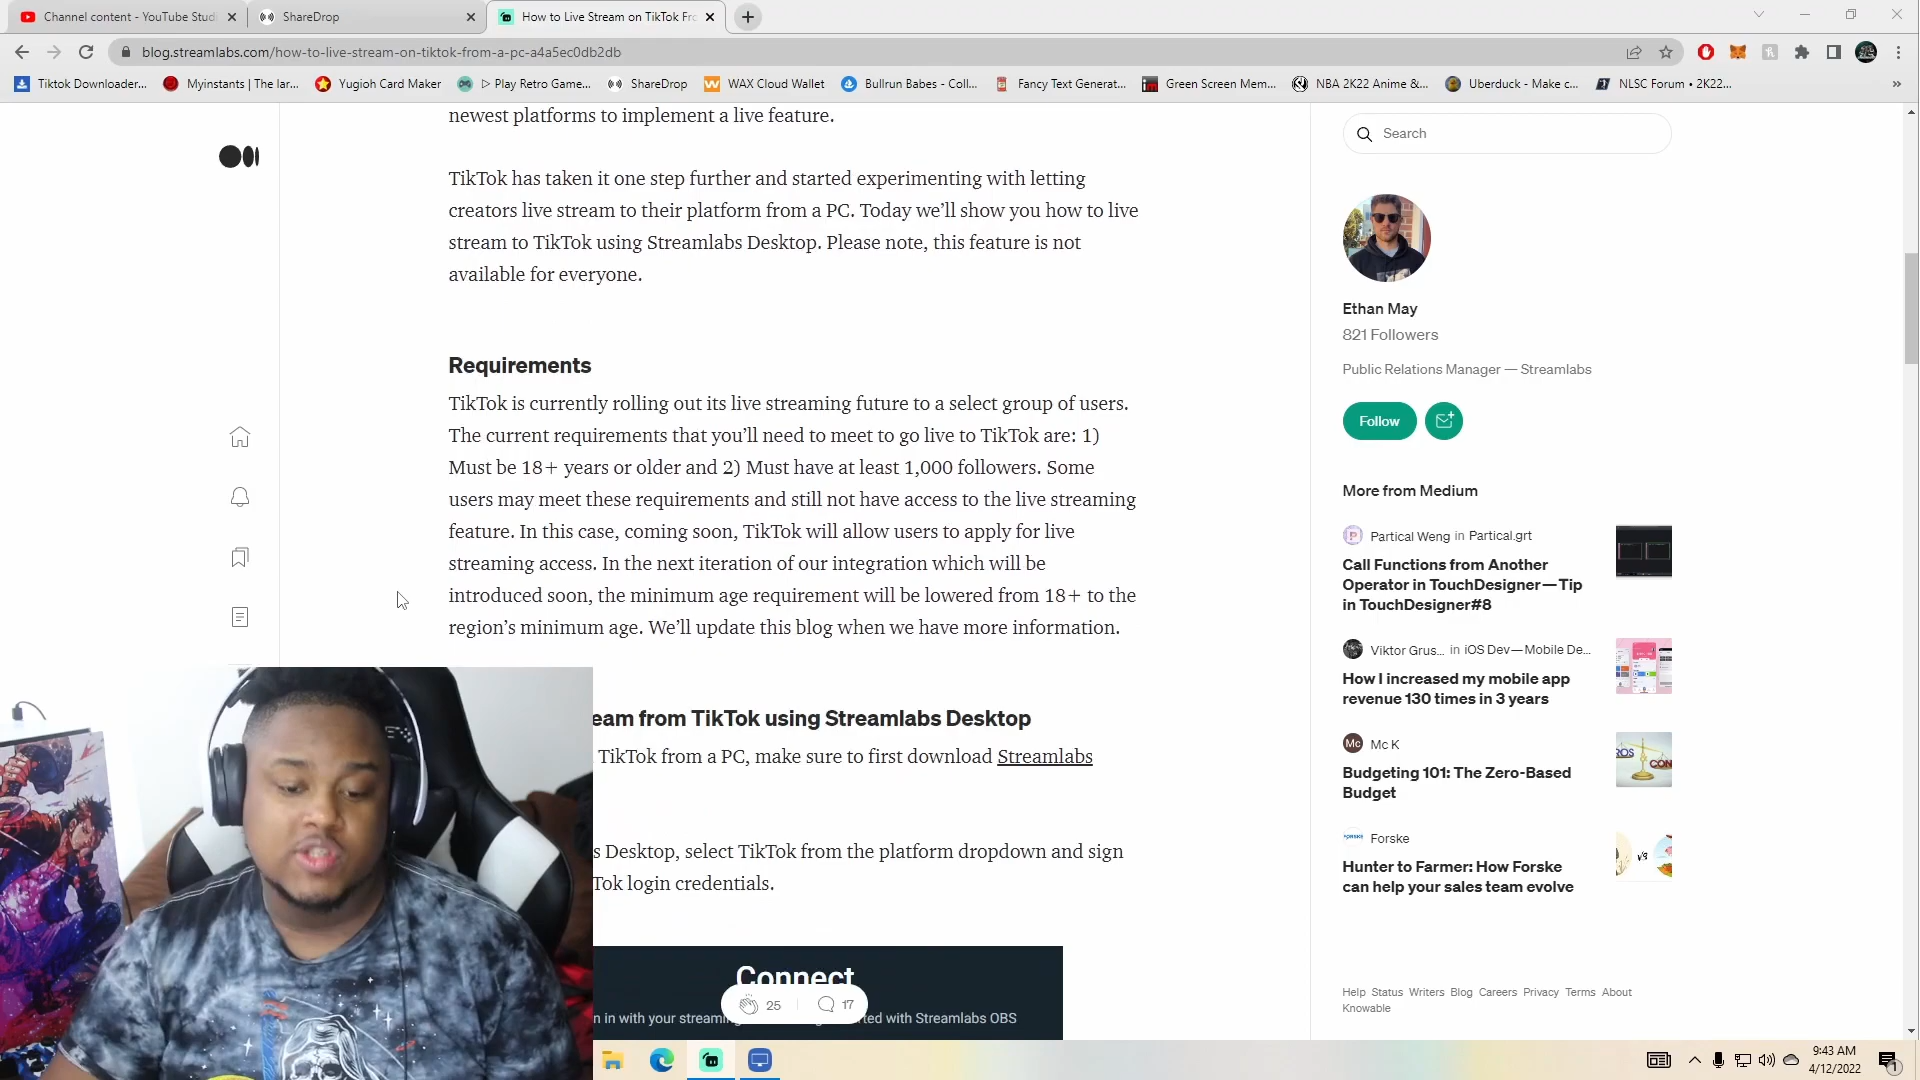 Channel content - YouTube Studi
ShareDrop
How to Live Stream on TikTok Fro
blog.streamlabs.com/how-to-live-stream-on-tiktok-from-a-pc-a4a5ec0db2db
Tiktok Downloader...
Myinstants | The lar...
Yugioh Card Maker
▷ Play Retro Game...
ShareDrop
WAX Cloud Wallet
Bullrun Babes - Coll...
Fancy Text Generat...
Green Screen Mem...
NBA 2K22 Anime &...
Uberduck - Make c...
NLSC Forum • 2K22...
»
newest platforms to implement a live feature.
TikTok has taken it one step further and started experimenting with letting
creators live stream to their platform from a PC. Today we’ll show you how to live
stream to TikTok using Streamlabs Desktop. Please note, this feature is not
available for everyone.
Requirements
TikTok is currently rolling out its live streaming future to a select group of users.
The current requirements that you’ll need to meet to go live to TikTok are: 1)
Must be 18+ years or older and 2) Must have at least 1,000 followers. Some
users may meet these requirements and still not have access to the live streaming
feature. In this case, coming soon, TikTok will allow users to apply for live
streaming access. In the next iteration of our integration which will be
introduced soon, the minimum age requirement will be lowered from 18+ to the
region’s minimum age. We’ll update this blog when we have more information.
eam from TikTok using Streamlabs Desktop
TikTok from a PC, make sure to first download Streamlabs
s Desktop, select TikTok from the platform dropdown and sign
Tok login credentials.
Connect
25
17
n in with your streaming
rted with Streamlabs OBS
Search
Ethan May
821 Followers
Public Relations Manager — Streamlabs
Follow
More from Medium
Partical Weng in Partical.grt
Call Functions from Another
Operator in TouchDesigner—Tip
in TouchDesigner#8
Viktor Grus... in iOS Dev—Mobile De...
How I increased my mobile app
revenue 130 times in 3 years
Mc
Mc K
Budgeting 101: The Zero-Based
Budget
ROS
CON
FORSKE
Forske
Hunter to Farmer: How Forske
can help your sales team evolve
VS
Help Status Writers Blog Careers Privacy Terms About
Knowable
9:43 AM
4/12/2022
1